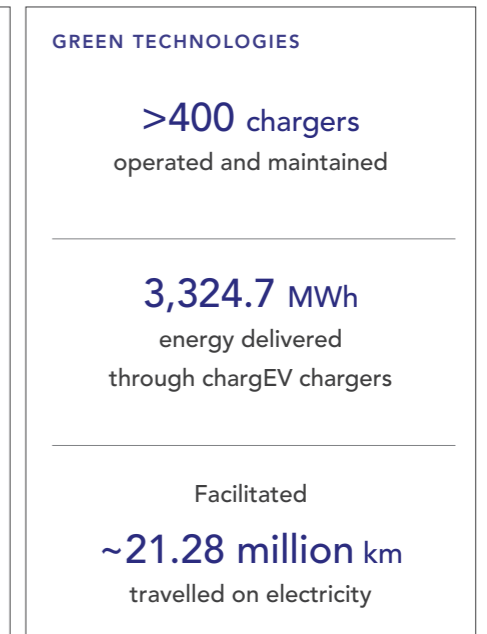 GREEN TECHNOLOGIES
>400 chargers
operated and maintained
3,324.7 MWh
energy delivered
through chargEV chargers
Facilitated
~21.28 million km
travelled on electricity